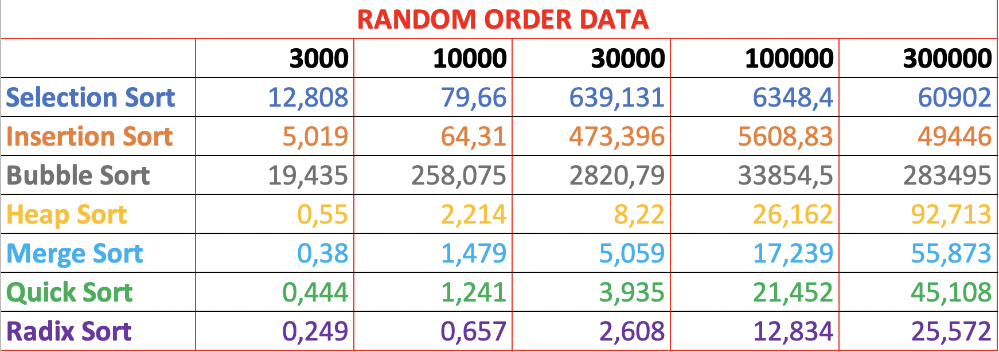 RANDOM ORDER DATA
3000 10000 30000 100000 300000
Selection Sort 12,808 79,66 639,131 6348,4 60902
Insertion Sort 5,019 64,31 473,396 5608,83 49446
Bubble Sort 19,435 258,075 2820,79 33854,5 283495
Heap Sort 0,55 2,214 8,22 26,162 92,713
Merge Sort 0,38 1,479 5,059 17,239 55,873
Quick Sort 0,444 1,241 3,935 21,452 45,108
Radix Sort 0,249 0,657 2,608 12,834 25,572